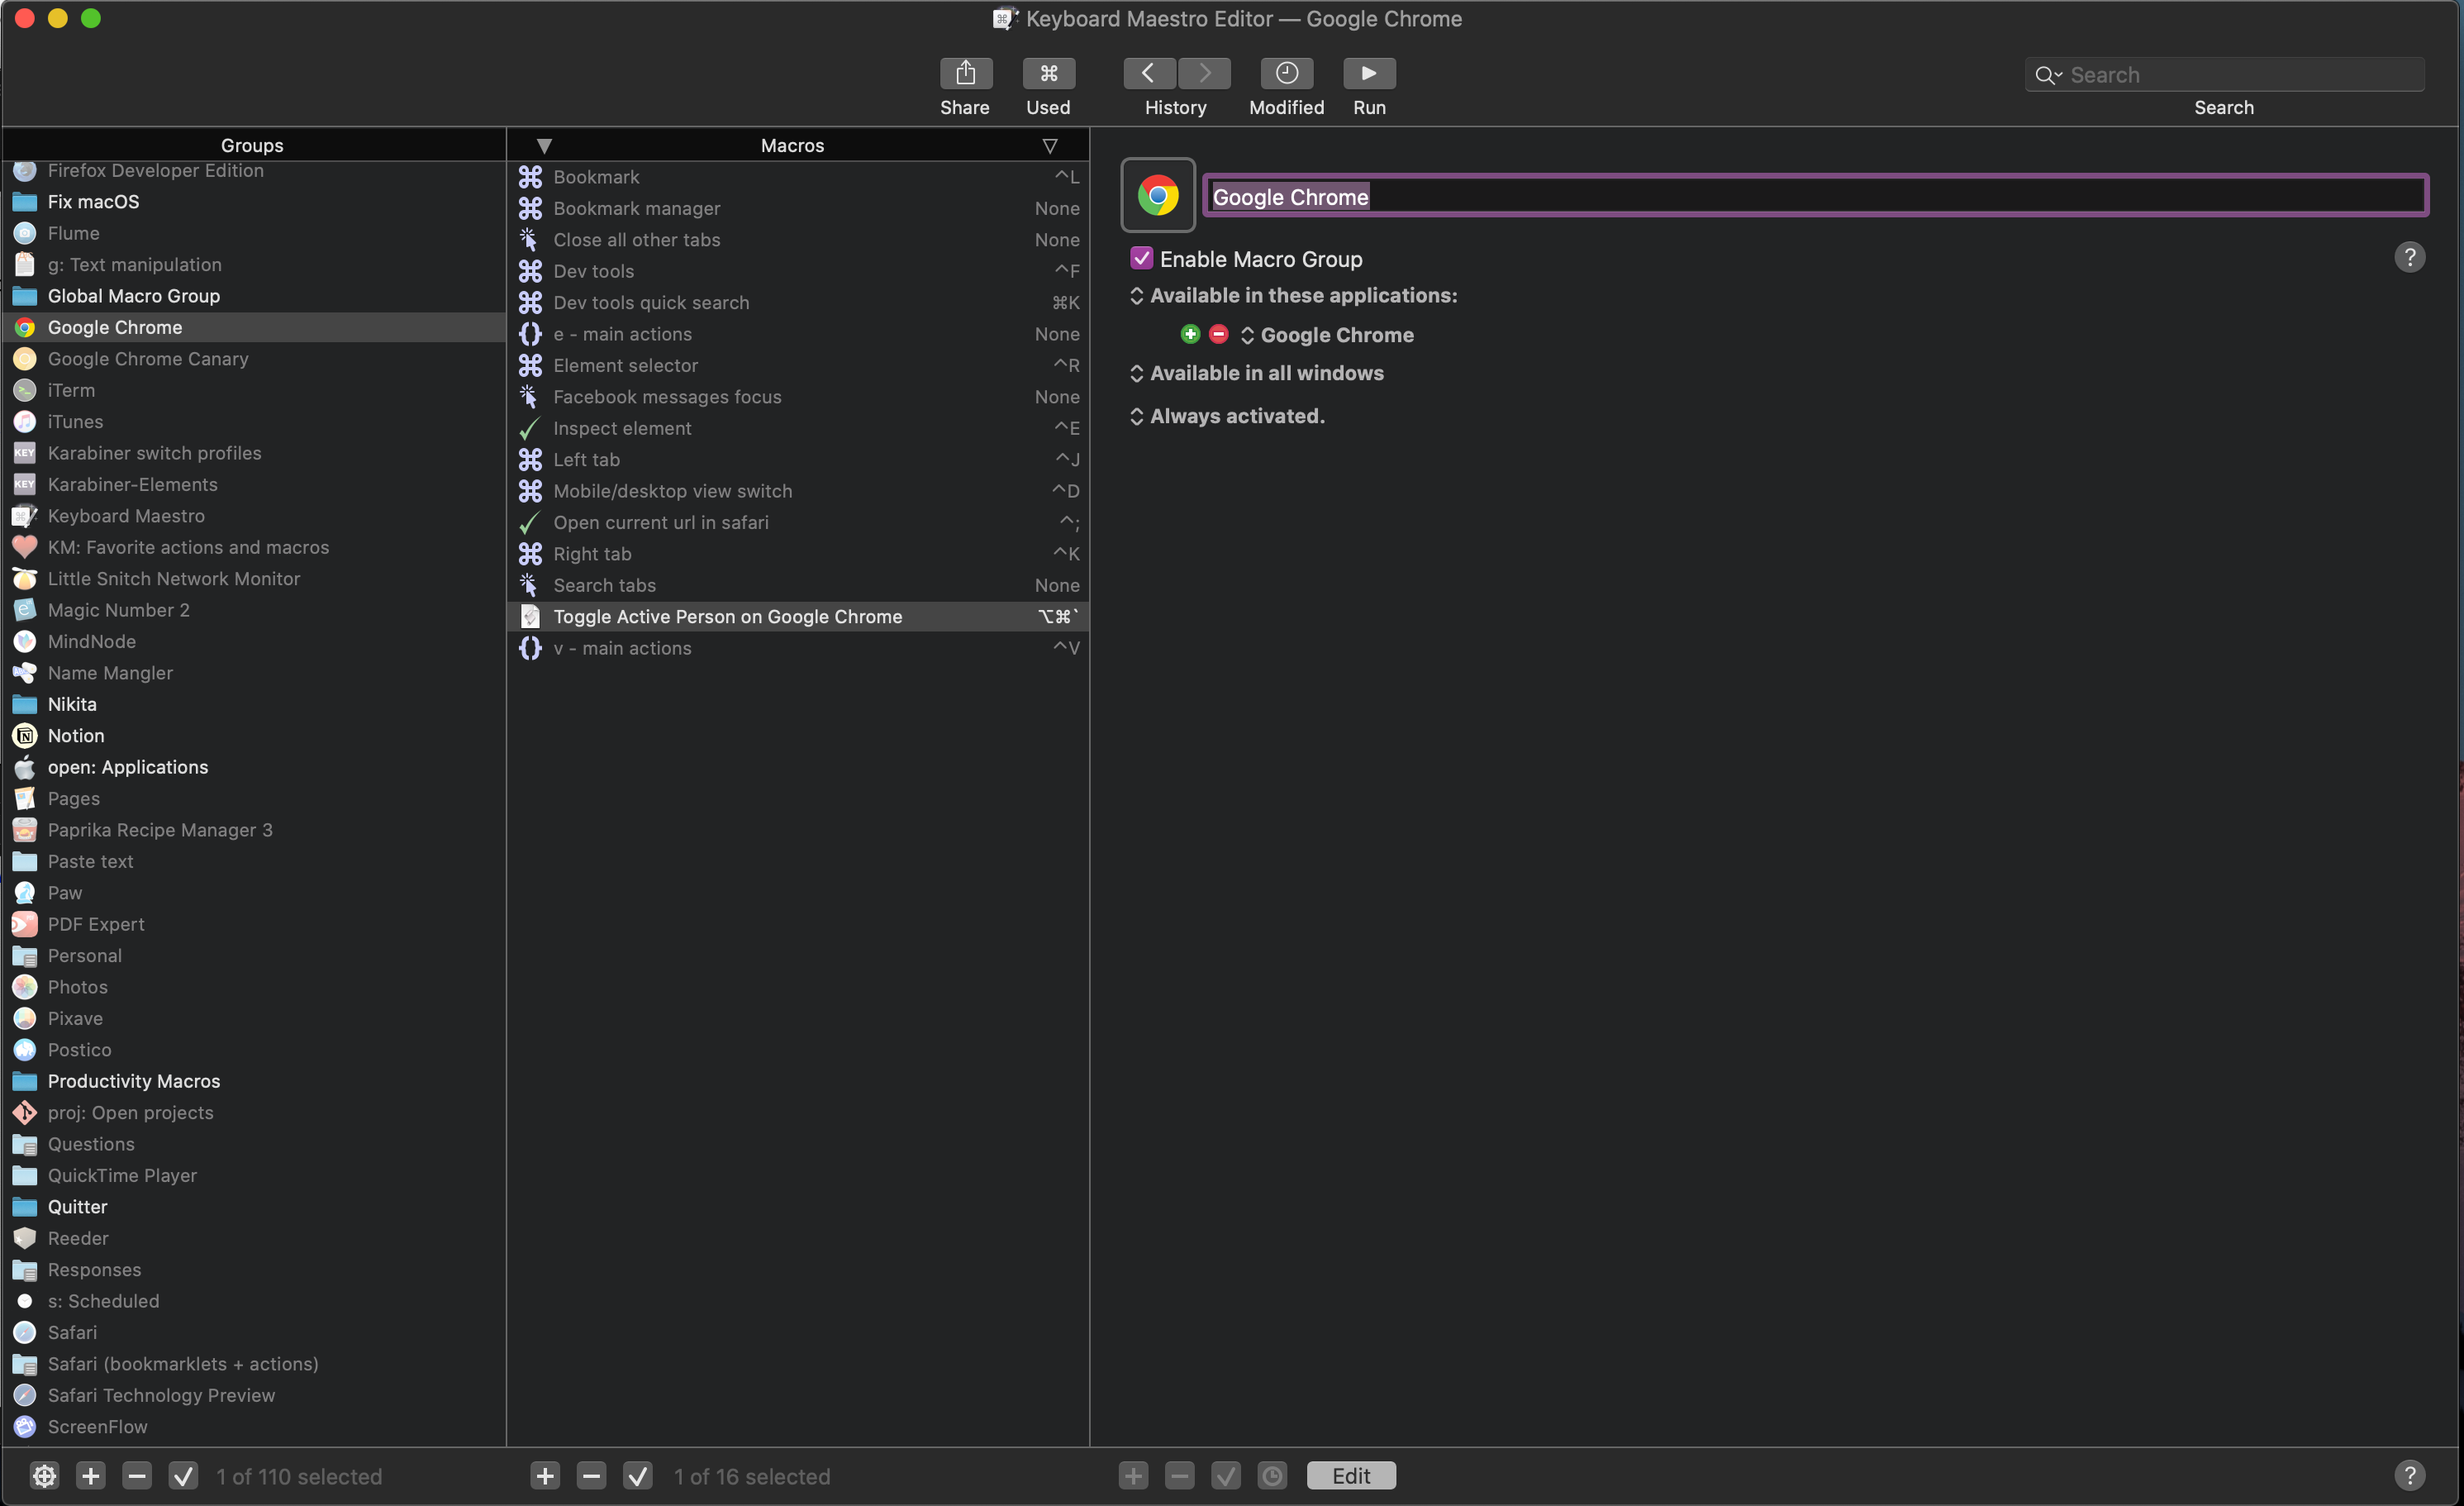 Keyboard Maestro Editor — Google Chrome
Share
Used
History
Modified
Run
Search
Search
Groups
Firefox Developer Edition
Fix macOS
Flume
g: Text manipulation
Global Macro Group
Google Chrome
Google Chrome Canary
iTerm
iTunes
KEY Karabiner switch profiles
KEY Karabiner-Elements
Keyboard Maestro
KM: Favorite actions and macros
Little Snitch Network Monitor
Magic Number 2
MindNode
Name Mangler
Nikita
Notion
open: Applications
Pages
Paprika Recipe Manager 3
Paste text
Paw
PDF Expert
Personal
Photos
Pixave
Postico
Productivity Macros
proj: Open projects
Questions
QuickTime Player
Quitter
Reeder
Responses
s: Scheduled
Safari
Safari (bookmarklets + actions)
Safari Technology Preview
ScreenFlow
1 of 110 selected
Macros
Bookmark ^L
Bookmark manager None
Close all other tabs None
Dev tools ^F
Dev tools quick search ⌘K
e - main actions None
Element selector ^R
Facebook messages focus None
Inspect element ^E
Left tab ^J
Mobile/desktop view switch ^D
Open current url in safari ^;
Right tab ^K
Search tabs None
Toggle Active Person on Google Chrome ⌥⌘`
v - main actions ^V
1 of 16 selected
Google Chrome
Enable Macro Group
?
Available in these applications:
Google Chrome
Available in all windows
Always activated.
Edit
?